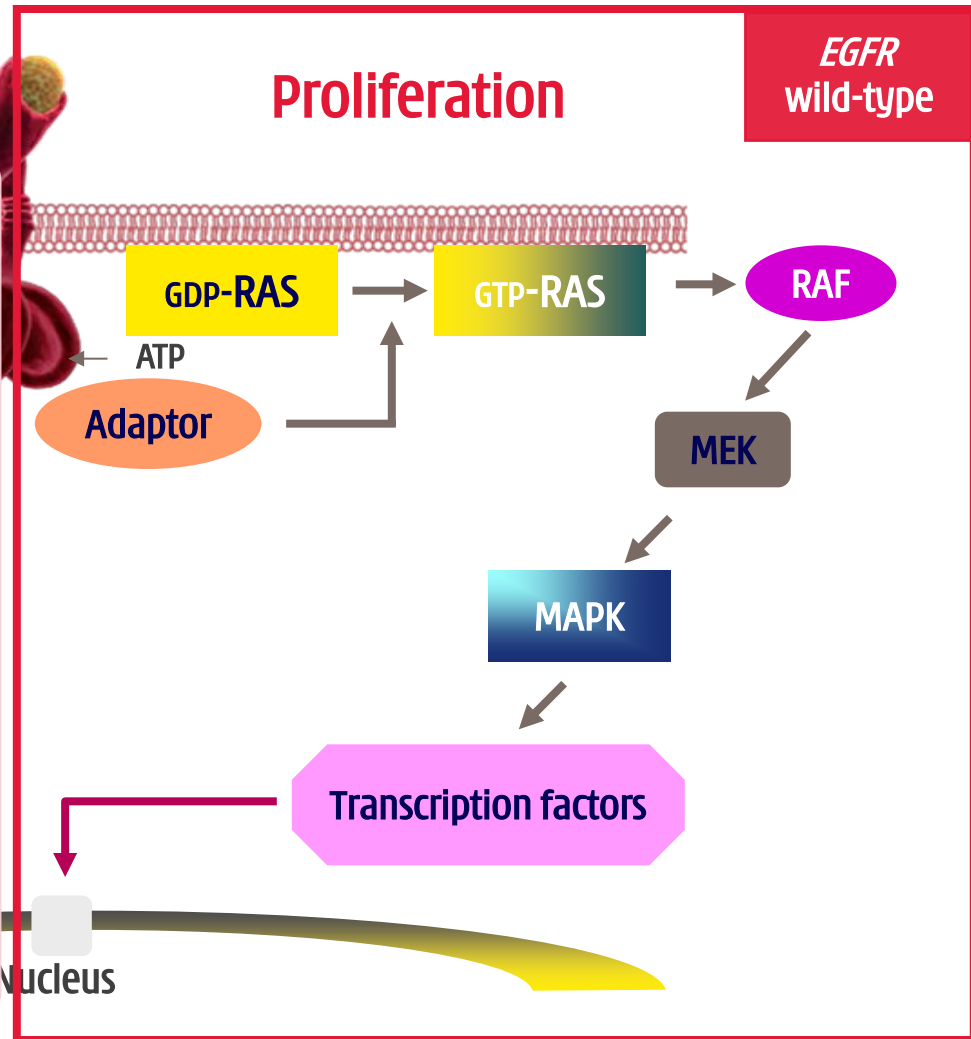 EGFR
wild-type
Proliferation
GDP-RAS
GTP-RAS
RAF
ATP
Adaptor
MEK
MAPK
Transcription factors
Nucleus